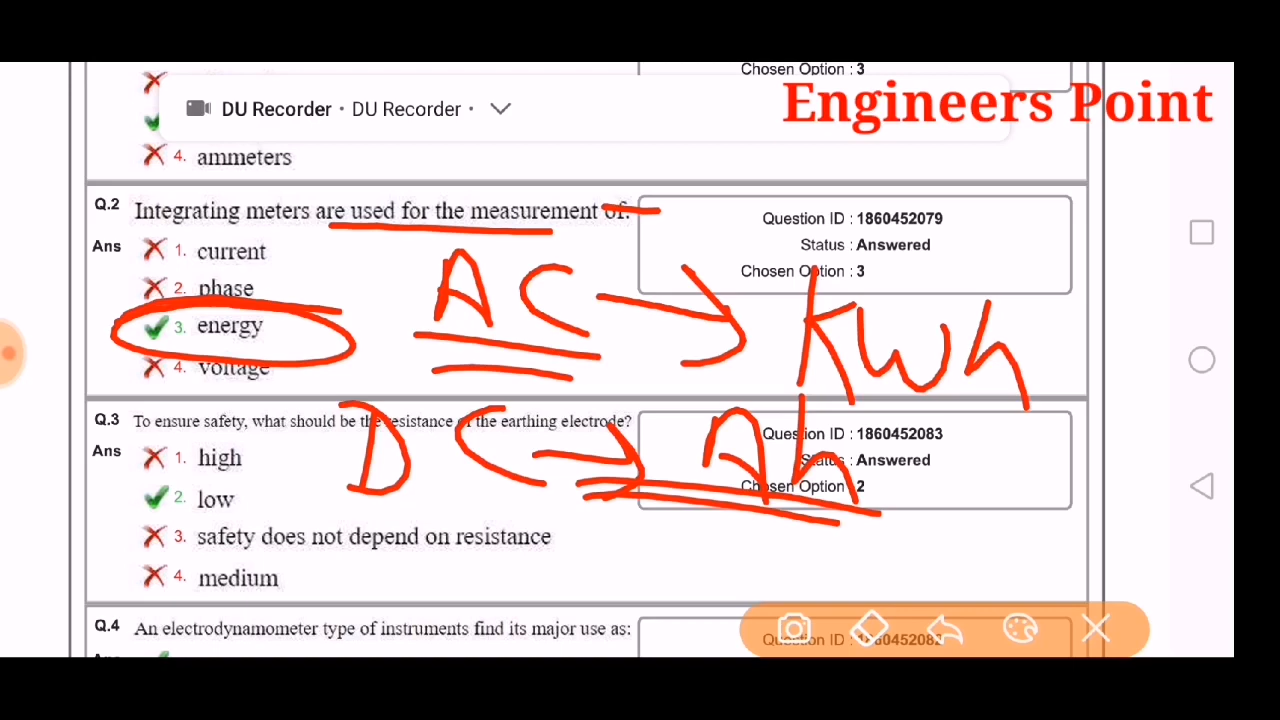 Chosen Option : 3
DU Recorder · DU Recorder ·
Engineers Point
4. ammeters
Q.2 Integrating meters are used for the measurement of:
Question ID : 1860452079
Status : Answered
Chosen Option : 3
Ans 1. current
2. phase
3. energy
4. voltage
AC → Kwh
DC → Ah
Q.3 To ensure safety, what should be the resistance of the earthing electrode?
Question ID : 1860452083
Status : Answered
Chosen Option : 2
Ans 1. high
2. low
3. safety does not depend on resistance
4. medium
Q.4 An electrodynamometer type of instruments find its major use as:
Question ID : 1860452082